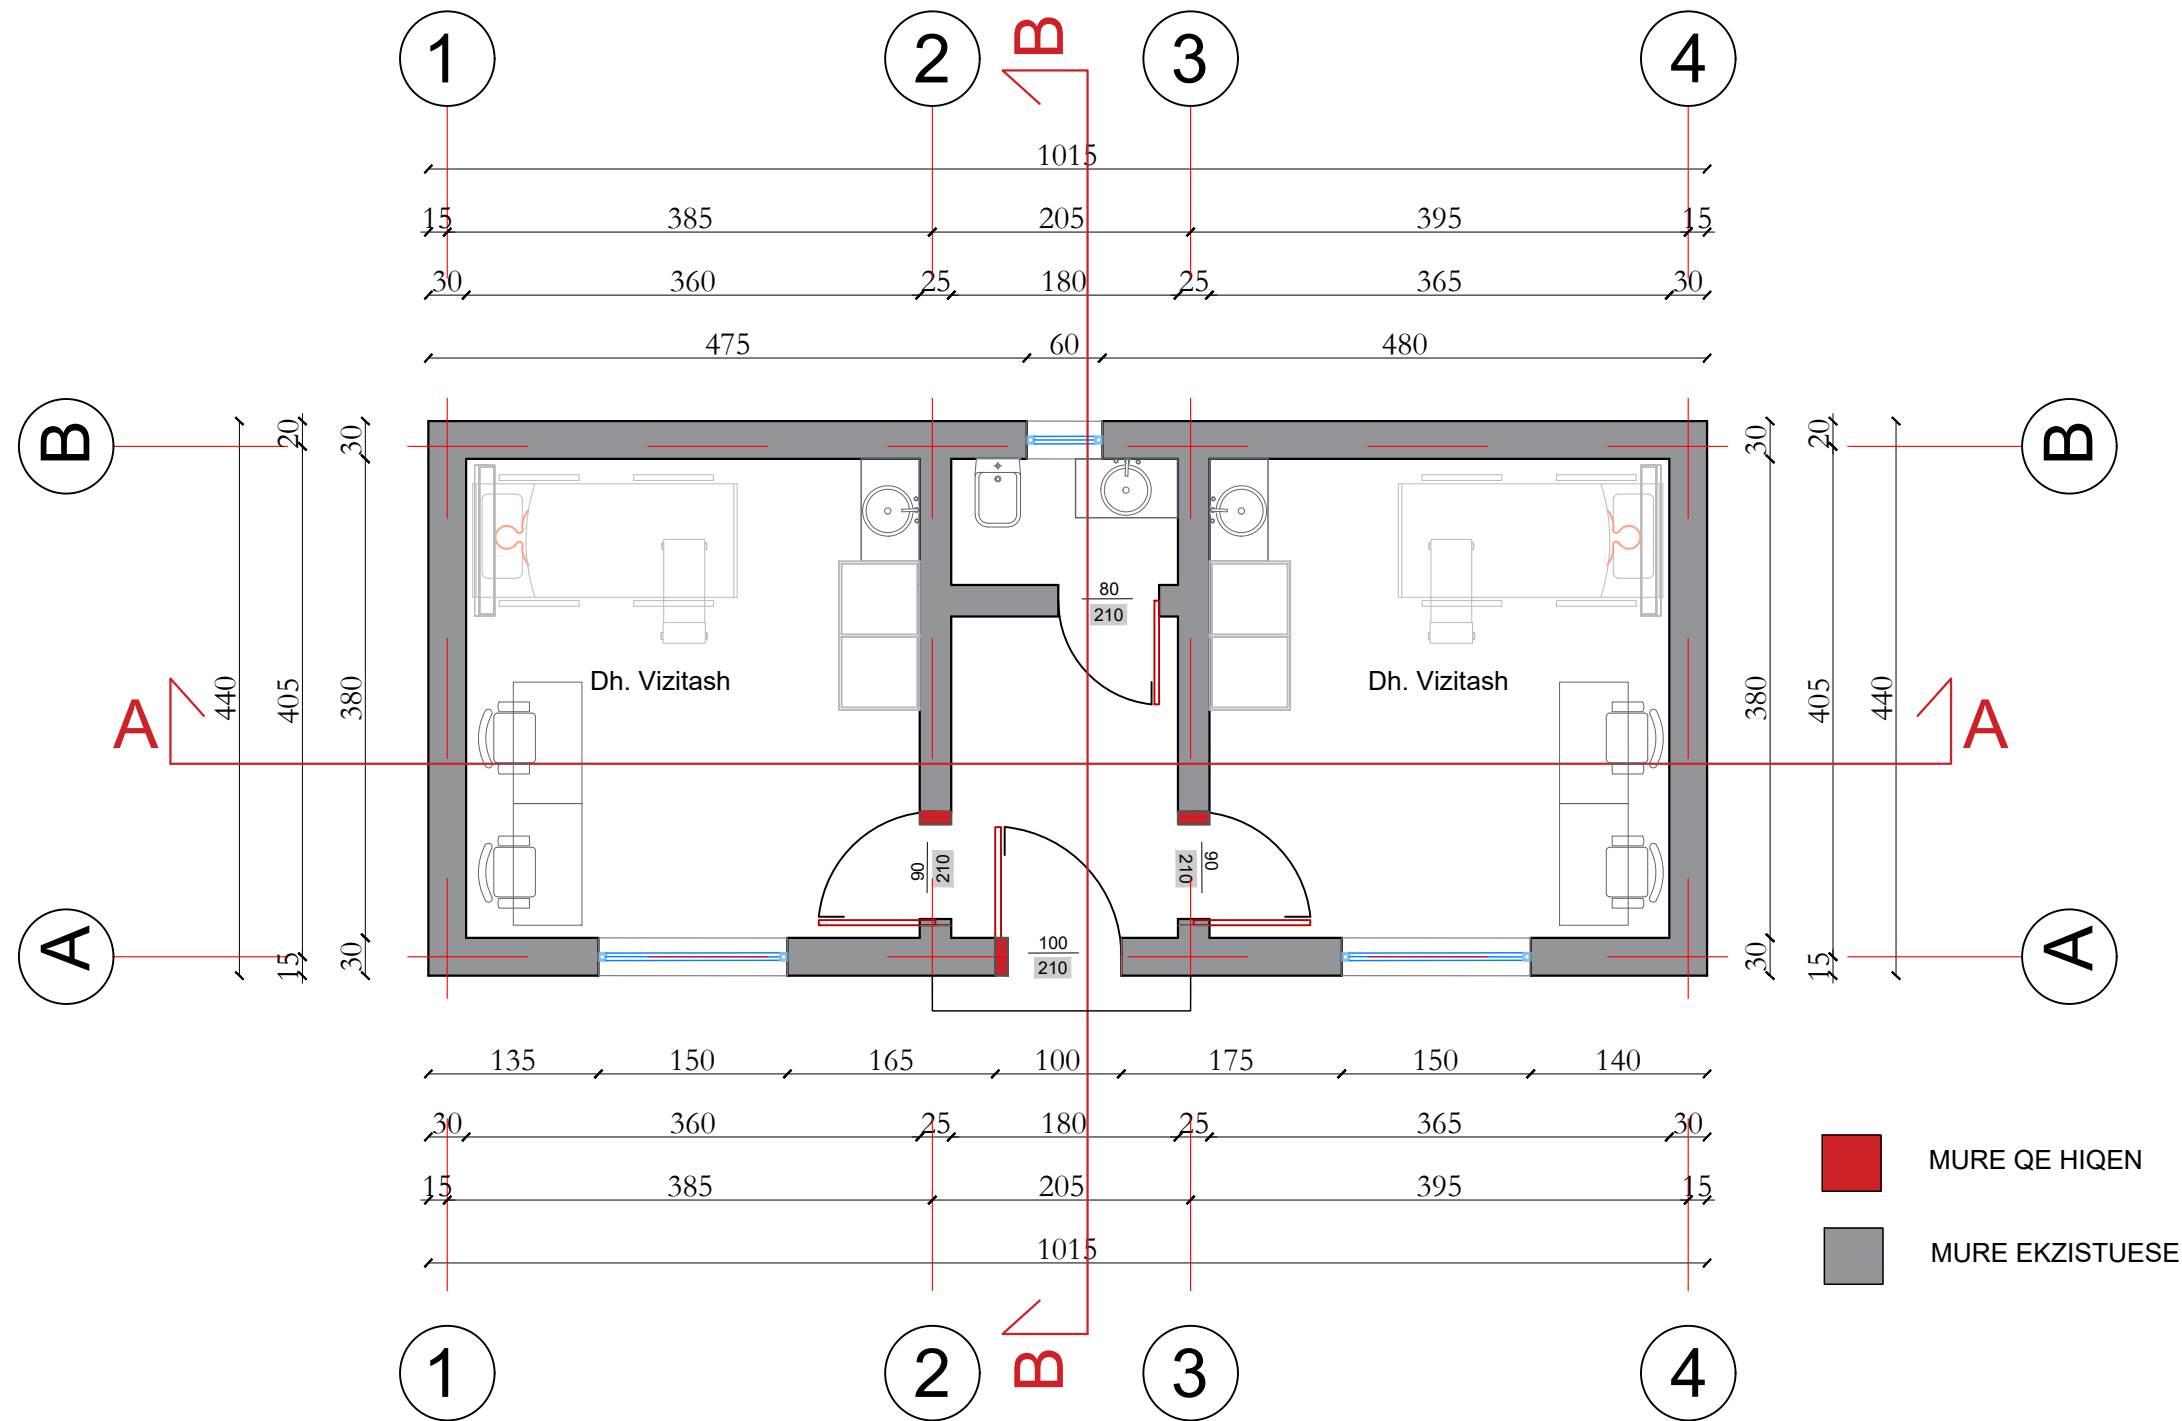 1 2 B 3 4
1015
15 385 205 395 15
30 360 25 180 25 365 30
475 60 480
B 20 30 30 20 B
80
210
Dh. Vizitash Dh. Vizitash
A 440 405 380 380 405 440 A
90 210 210 90
A 15 30 100 30 15 A
210
135 150 165 100 175 150 140
30 360 25 180 25 365 30
MURE QE HIQEN
15 385 205 395 15
1015
MURE EKZISTUESE
1 2 B 3 4